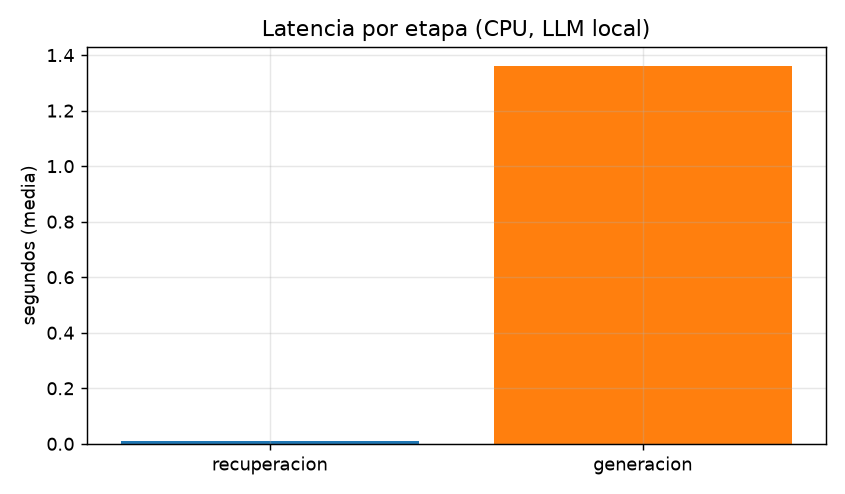 Latencia por etapa (CPU, LLM local)
segundos (media)
1.4
1.2
1.0
0.8
0.6
0.4
0.2
0.0
recuperacion
generacion